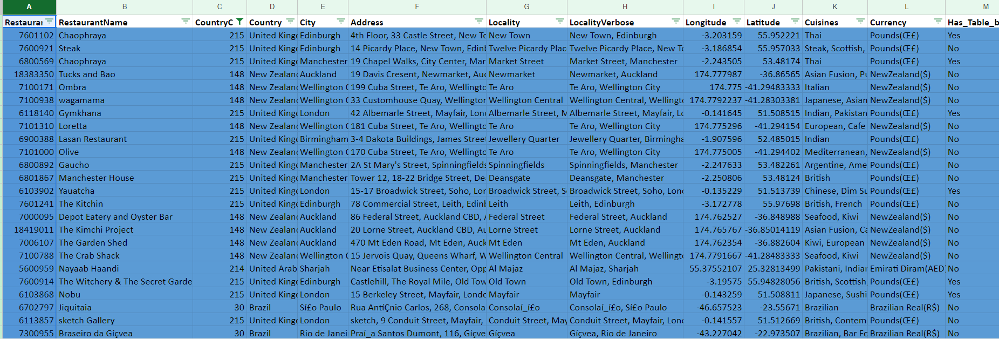 A B C D E F G H I J K L M
Restaurar RestaurantName CountryC Country City Address Locality LocalityVerbose Longitude Latitude Cuisines Currency Has_Table_b
7601102 Chaophraya 215 United King Edinburgh 4th Floor, 33 Castle Street, New To New Town New Town, Edinburgh -3.203159 55.952221 Thai Pounds(Œ£) Yes
7600921 Steak 215 United King Edinburgh 14 Picardy Place, New Town, Edinb Twelve Picardy Plac Twelve Picardy Place, New To -3.186854 55.957033 Steak, Scottish, Pounds(Œ£) No
6800569 Chaophraya 215 United King Manchester 19 Chapel Walks, City Center, Mar Market Street Market Street, Manchester -2.243505 53.48174 Thai Pounds(Œ£) Yes
18383350 Tucks and Bao 148 New Zealan Auckland 19 Davis Cresent, Newmarket, Auc Newmarket Newmarket, Auckland 174.777987 -36.86565 Asian Fusion, Pu NewZealand($) No
7100171 Ombra 148 New Zealan Wellington C 199 Cuba Street, Te Aro, Wellingto Te Aro Te Aro, Wellington City 174.775 -41.29483333 Italian NewZealand($) No
7100938 wagamama 148 New Zealan Wellington C 33 Customhouse Quay, Wellington Wellington Central Wellington Central, Wellingt 174.7792237 -41.28303381 Japanese, Asian NewZealand($) No
6118140 Gymkhana 215 United King London 42 Albemarle Street, Mayfair, Lon Albemarle Street, M Albemarle Street, Mayfair, Lo -0.141645 51.508515 Indian, Pakistan Pounds(Œ£) Yes
7101310 Loretta 148 New Zealan Wellington C 181 Cuba Street, Te Aro, Wellingto Te Aro Te Aro, Wellington City 174.775296 -41.294154 European, Cafe NewZealand($) No
6900388 Lasan Restaurant 215 United King Birmingham 3-4 Dakota Buildings, James Stree Jewellery Quarter Jewellery Quarter, Birmingha -1.907596 52.485015 Indian Pounds(Œ£) No
7101000 Olive 148 New Zealan Wellington C 170 Cuba Street, Te Aro, Wellingto Te Aro Te Aro, Wellington City 174.775005 -41.294402 Mediterranean, NewZealand($) No
6800892 Gaucho 215 United King Manchester 2A St Mary's Street, Spinningfields Spinningfields Spinningfields, Manchester -2.247633 53.482261 Argentine, Ame Pounds(Œ£) No
6801867 Manchester House 215 United King Manchester Tower 12, 18-22 Bridge Street, De Deansgate Deansgate, Manchester -2.250806 53.48124 British Pounds(Œ£) No
6103902 Yauatcha 215 United King London 15-17 Broadwick Street, Soho, Lon Broadwick Street, S Broadwick Street, Soho, Lon -0.135229 51.513739 Chinese, Dim Su Pounds(Œ£) Yes
7601241 The Kitchin 215 United King Edinburgh 78 Commercial Street, Leith, Edinb Leith Leith, Edinburgh -3.172778 55.97698 British, French Pounds(Œ£) No
7000095 Depot Eatery and Oyster Bar 148 New Zealan Auckland 86 Federal Street, Auckland CBD, A Federal Street Federal Street, Auckland 174.762527 -36.848988 Seafood, Kiwi NewZealand($) No
18419011 The Kimchi Project 148 New Zealan Auckland 20 Lorne Street, Auckland CBD, Au Lorne Street Lorne Street, Auckland 174.765767 -36.85014119 Asian Fusion, Ca NewZealand($) No
7006107 The Garden Shed 148 New Zealan Auckland 470 Mt Eden Road, Mt Eden, Auck Mt Eden Mt Eden, Auckland 174.762354 -36.882604 Kiwi, European NewZealand($) No
7100788 The Crab Shack 148 New Zealan Wellington C 15 Jervois Quay, Queens Wharf, W Wellington Central Wellington Central, Wellingt 174.7791667 -41.28483333 Seafood, Kiwi NewZealand($) No
5600959 Nayaab Haandi 214 United Arab Sharjah Near Etisalat Business Center, Opp Al Majaz Al Majaz, Sharjah 55.37552107 25.32813499 Pakistani, Indian Emirati Diram(AED No
7600914 The Witchery & The Secret Garde 215 United King Edinburgh Castlehill, The Royal Mile, Old Tow Old Town Old Town, Edinburgh -3.19575 55.94828056 British, Scottish, Pounds(Œ£) Yes
6103868 Nobu 215 United King London 15 Berkeley Street, Mayfair, Londo Mayfair Mayfair -0.143259 51.508811 Japanese, Sushi Pounds(Œ£) Yes
6702797 Jiquitaia 30 Brazil Sí£o Paulo Rua AntíÇnio Carlos, 268, Consola Consolaí_í£o Consolaí_í£o, Sí£o Paulo -46.657523 -23.55671 Brazilian Brazilian Real(R$) No
6113857 sketch Gallery 215 United King London sketch, 9 Conduit Street, Mayfair, Conduit Street, May Conduit Street, Mayfair, Lon -0.141557 51.512669 British, Contem Pounds(Œ£) No
7300955 Braseiro da Gíçvea 30 Brazil Rio de Janei Praí_a Santos Dumont, 116, Gíçve Gíçvea Gíçvea, Rio de Janeiro -43.227042 -22.973507 Brazilian, Bar Fo Brazilian Real(R$) No